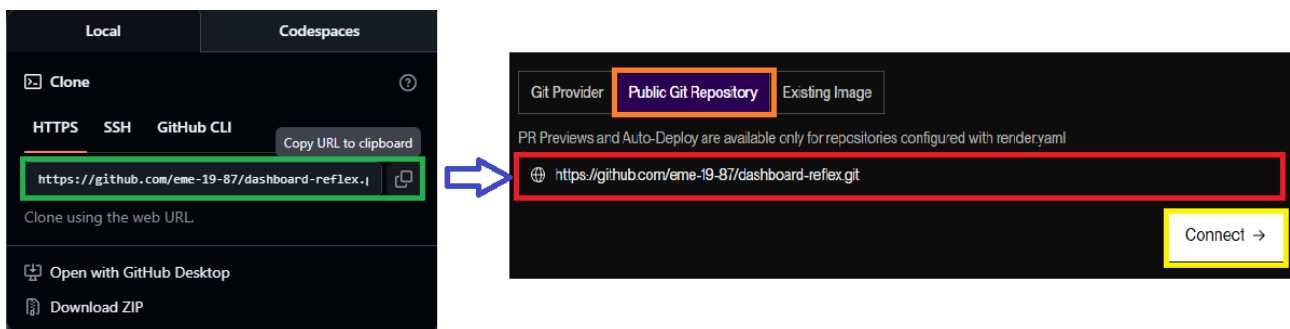 Local Codespaces
Clone
HTTPS SSH GitHub CLI
Copy URL to clipboard
https://github.com/eme-19-87/dashboard-reflex.
Clone using the web URL.
Open with GitHub Desktop
Download ZIP
Git Provider Public Git Repository Existing Image
PR Previews and Auto-Deploy are available only for repositories configured with render.yaml
https://github.com/eme-19-87/dashboard-reflex.git
Connect →